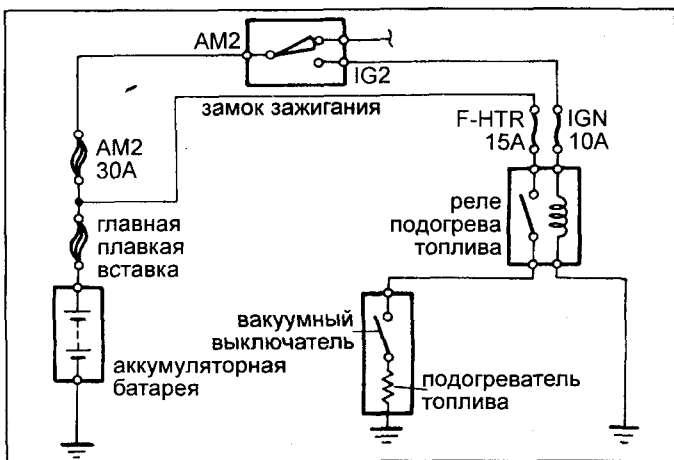 AM2
IG2
замок зажигания
F-HTR
15A
IGN
10A
AM2
30A
главная
плавкая
вставка
реле
подогрева
топлива
вакуумный
выключатель
аккумуляторная
батарея
подогреватель
топлива